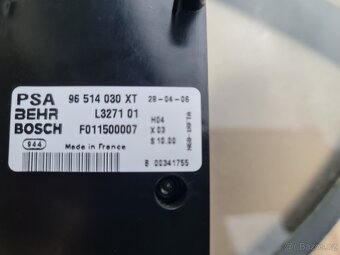 PSA 96 514 030 XT 28-04-06
BEHR L3271 01 H04
BOSCH F011500007 X 03
944 S 10.00
Made in France
B 00341755